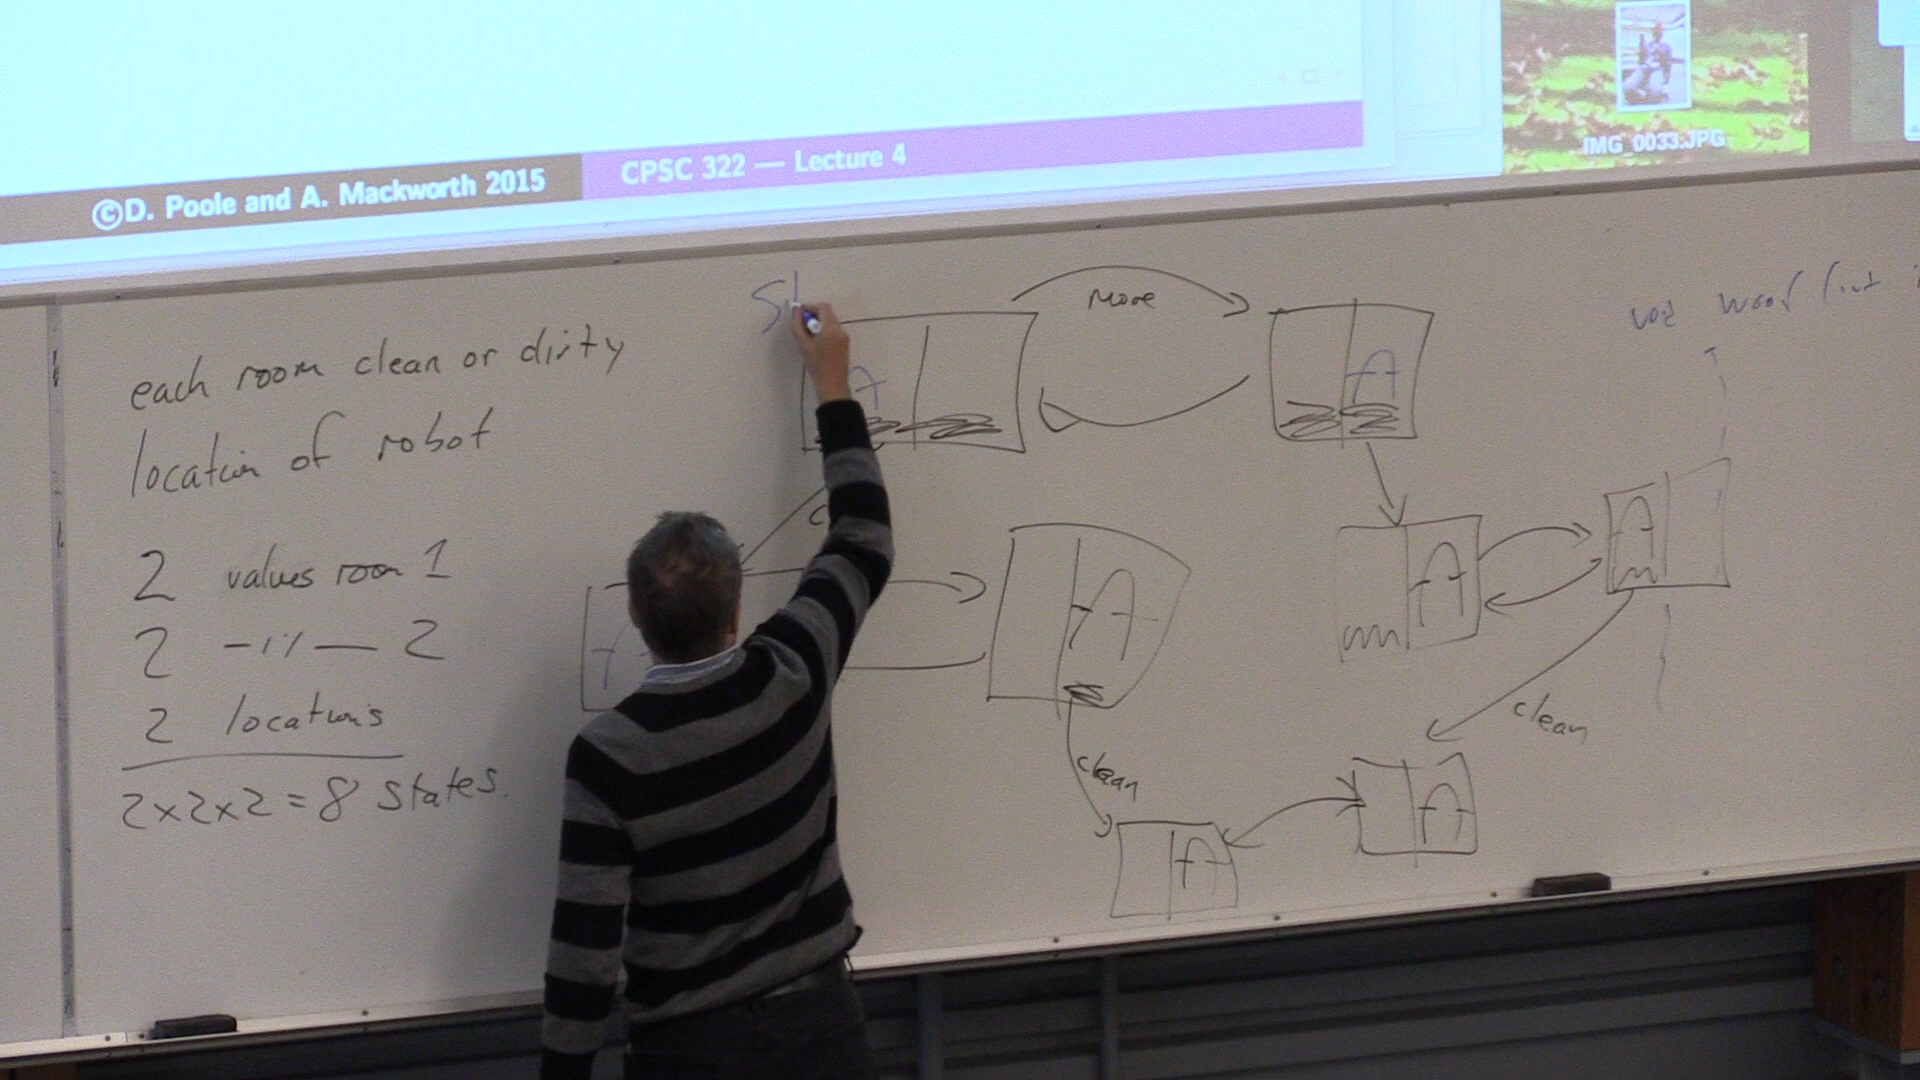 ©D. Poole and A. Mackworth 2015
CPSC 322 — Lecture 4
IMG_0033.JPG
each room clean or dirty
location of robot
2 values room 1
2 —〃— 2
2 locations
2×2×2 = 8 states.
Move
clean
clean